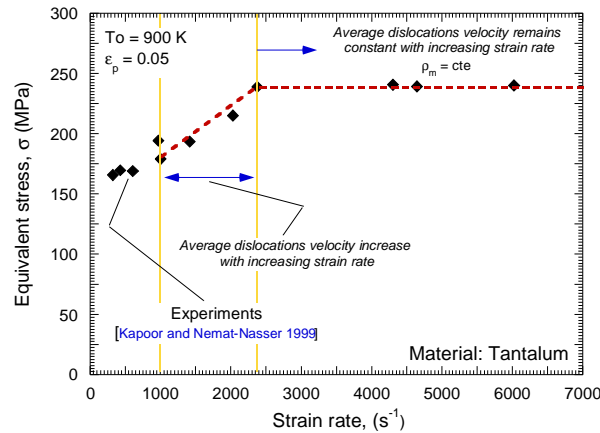 To = 900 K
εp = 0.05
Average dislocations velocity remains
constant with increasing strain rate
ρm = cte
Equivalent stress, σ (MPa)
300
250
200
150
100
50
0
Average dislocations velocity increase
with increasing strain rate
Experiments
[Kapoor and Nemat-Nasser 1999]
Material: Tantalum
0 1000 2000 3000 4000 5000 6000 7000
Strain rate, (s⁻¹)